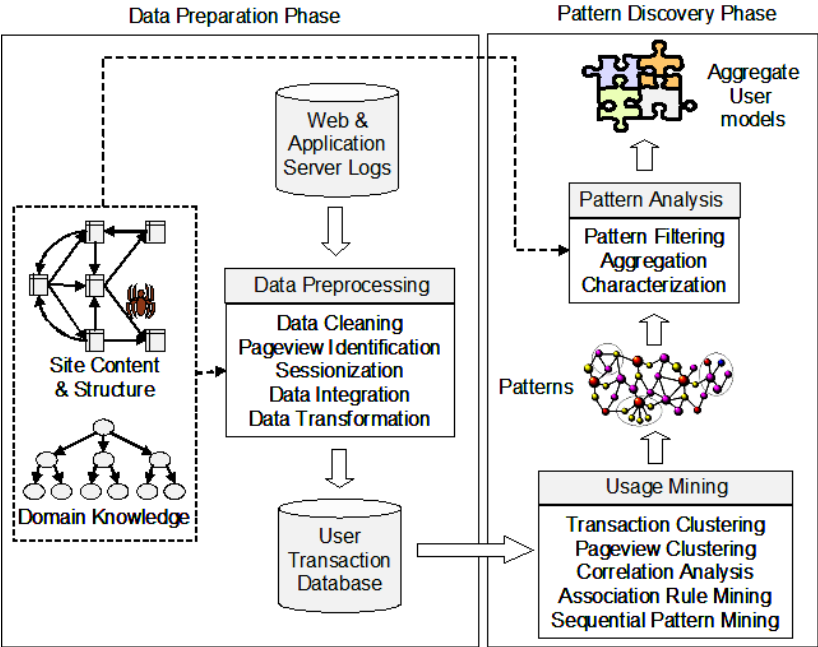 Data Preparation Phase
Pattern Discovery Phase
Web &
Application
Server Logs
Aggregate
User
models
Pattern Analysis
Pattern Filtering
Aggregation
Characterization
Site Content
& Structure
Domain Knowledge
Data Preprocessing
Data Cleaning
Pageview Identification
Sessionization
Data Integration
Data Transformation
Patterns
User
Transaction
Database
Usage Mining
Transaction Clustering
Pageview Clustering
Correlation Analysis
Association Rule Mining
Sequential Pattern Mining